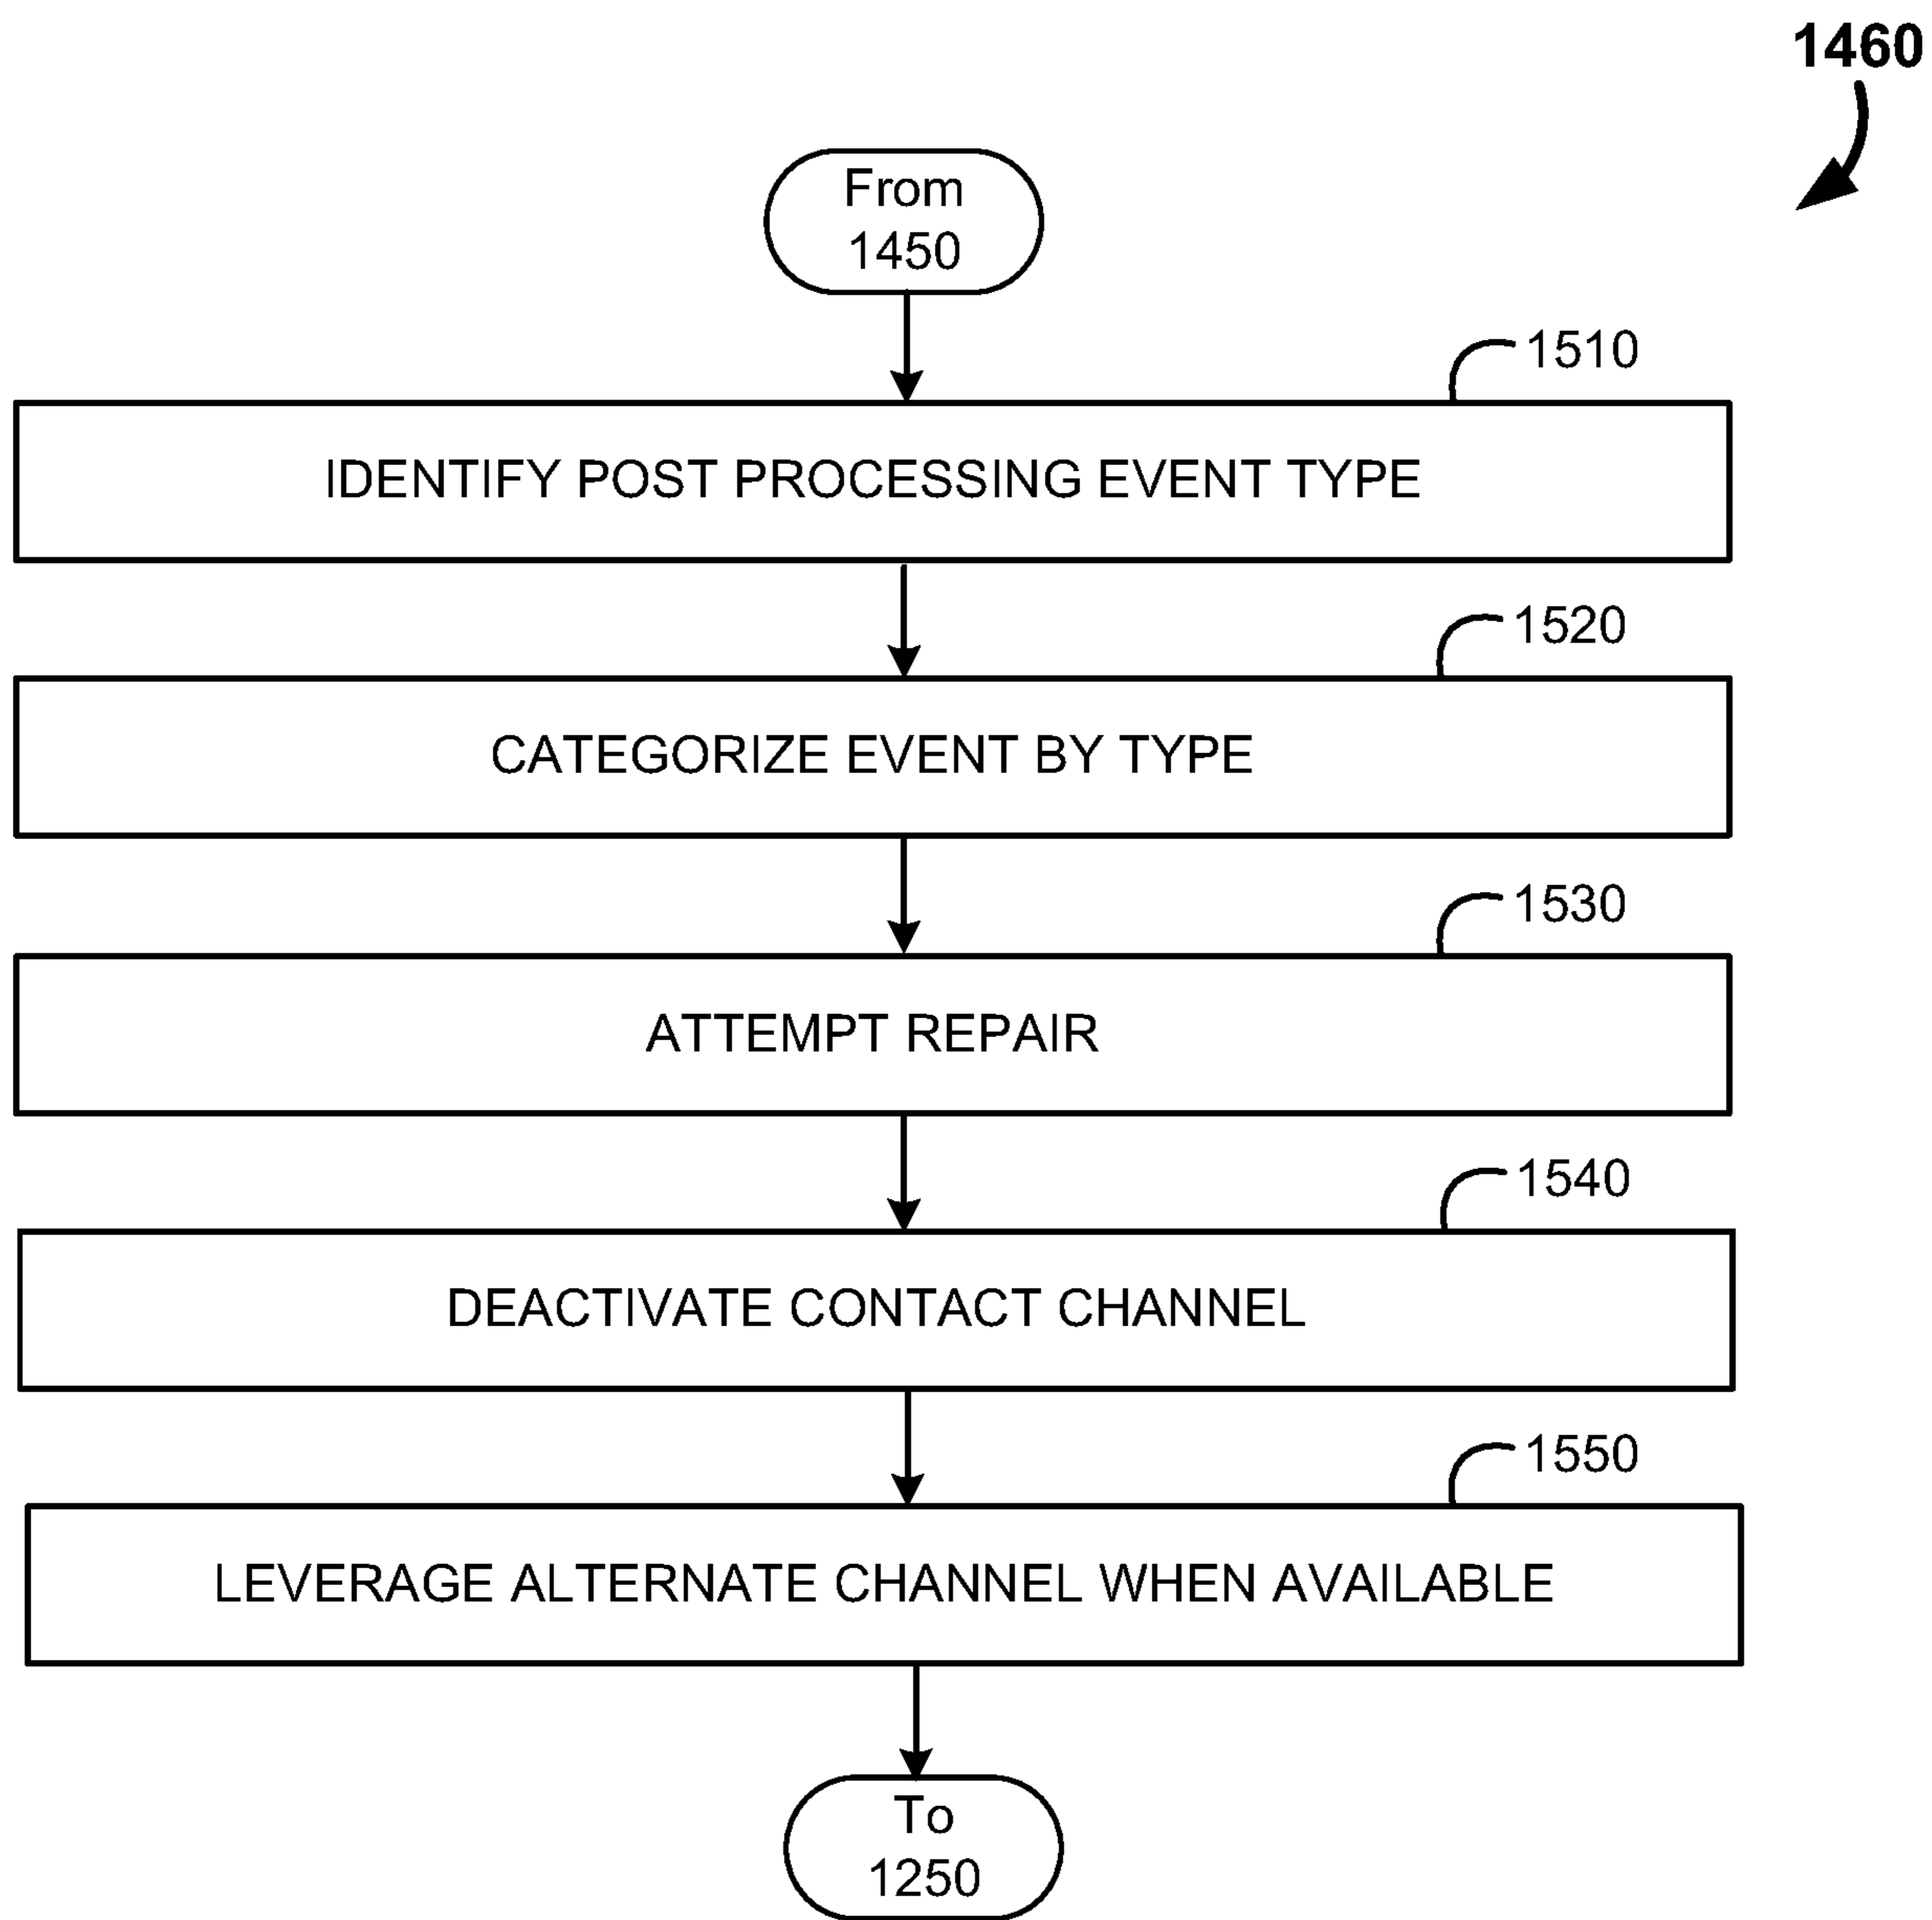 1460
From
1450
1510
IDENTIFY POST PROCESSING EVENT TYPE
1520
CATEGORIZE EVENT BY TYPE
1530
ATTEMPT REPAIR
1540
DEACTIVATE CONTACT CHANNEL
1550
LEVERAGE ALTERNATE CHANNEL WHEN AVAILABLE
To
1250